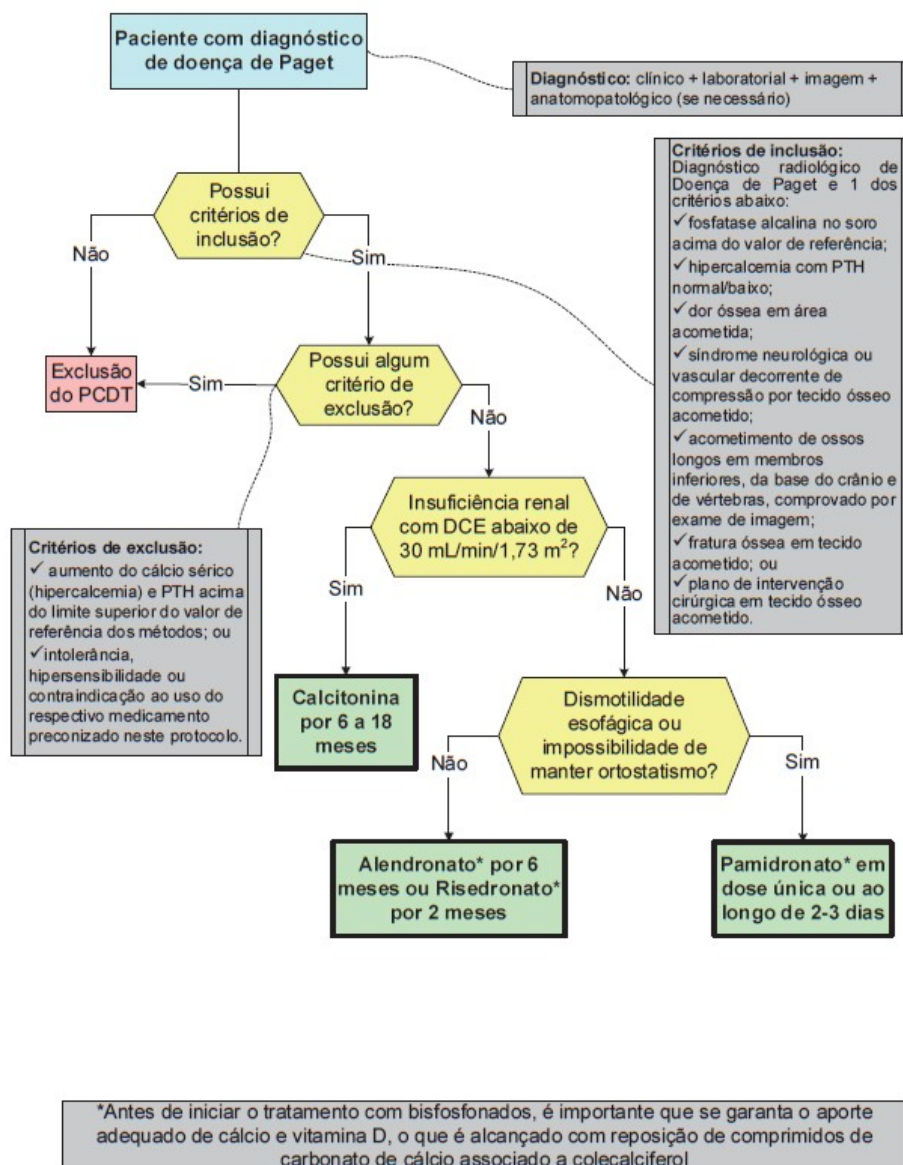 Paciente com diagnóstico
de doença de Paget
Diagnóstico: clínico + laboratorial + imagem +
anatomopatológico (se necessário)
Critérios de inclusão:
Diagnóstico radiológico de
Doença de Paget e 1 dos
critérios abaixo:
✓fosfatase alcalina no soro
acima do valor de referência;
✓hipercalcemia com PTH
normal/baixo;
✓dor óssea em área
acometida;
✓síndrome neurológica ou
vascular decorrente de
compressão por tecido ósseo
acometido;
✓acometimento de ossos
longos em membros
inferiores, da base do crânio e
de vértebras, comprovado por
exame de imagem;
✓fratura óssea em tecido
acometido; ou
✓plano de intervenção
cirúrgica em tecido ósseo
acometido.
Possui
critérios de
inclusão?
Não
Sim
Exclusão
do PCDT
Sim
Possui algum
critério de
exclusão?
Não
Critérios de exclusão:
✓ aumento do cálcio sérico
(hipercalcemia) e PTH acima
do limite superior do valor de
referência dos métodos; ou
✓intolerância,
hipersensibilidade ou
contraindicação ao uso do
respectivo medicamento
preconizado neste protocolo.
Insuficiência renal
com DCE abaixo de
30 mL/min/1,73 m²?
Sim
Não
Calcitonina
por 6 a 18
meses
Dismotilidade
esofágica ou
impossibilidade de
manter ortostatismo?
Não
Sim
Alendronato* por 6
meses ou Risedronato*
por 2 meses
Pamidronato* em
dose única ou ao
longo de 2-3 dias
*Antes de iniciar o tratamento com bisfosfonados, é importante que se garanta o aporte
adequado de cálcio e vitamina D, o que é alcançado com reposição de comprimidos de
carbonato de cálcio associado a colecalciferol